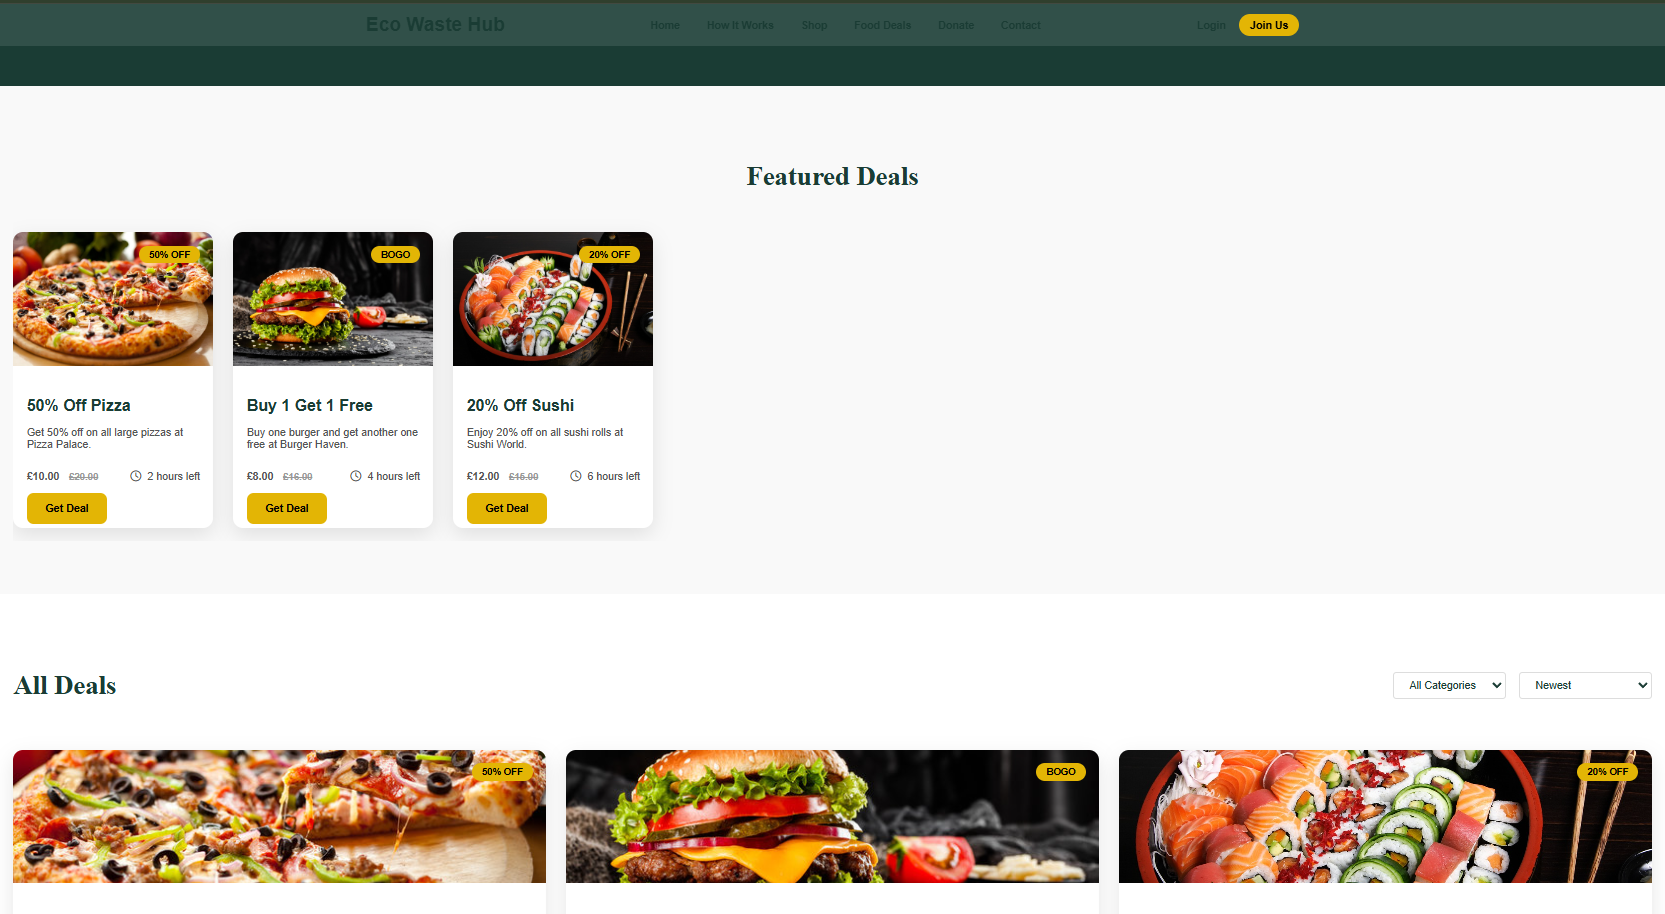 Eco Waste Hub
Home How It Works Shop Food Deals Donate Contact
Login Join Us
Featured Deals
50% OFF
50% Off Pizza
Get 50% off on all large pizzas at
Pizza Palace.
£10.00 £20.00 2 hours left
Get Deal
BOGO
Buy 1 Get 1 Free
Buy one burger and get another one
free at Burger Haven.
£8.00 £16.00 4 hours left
Get Deal
20% OFF
20% Off Sushi
Enjoy 20% off on all sushi rolls at
Sushi World.
£12.00 £15.00 6 hours left
Get Deal
All Deals
All Categories Newest
50% OFF
BOGO
20% OFF